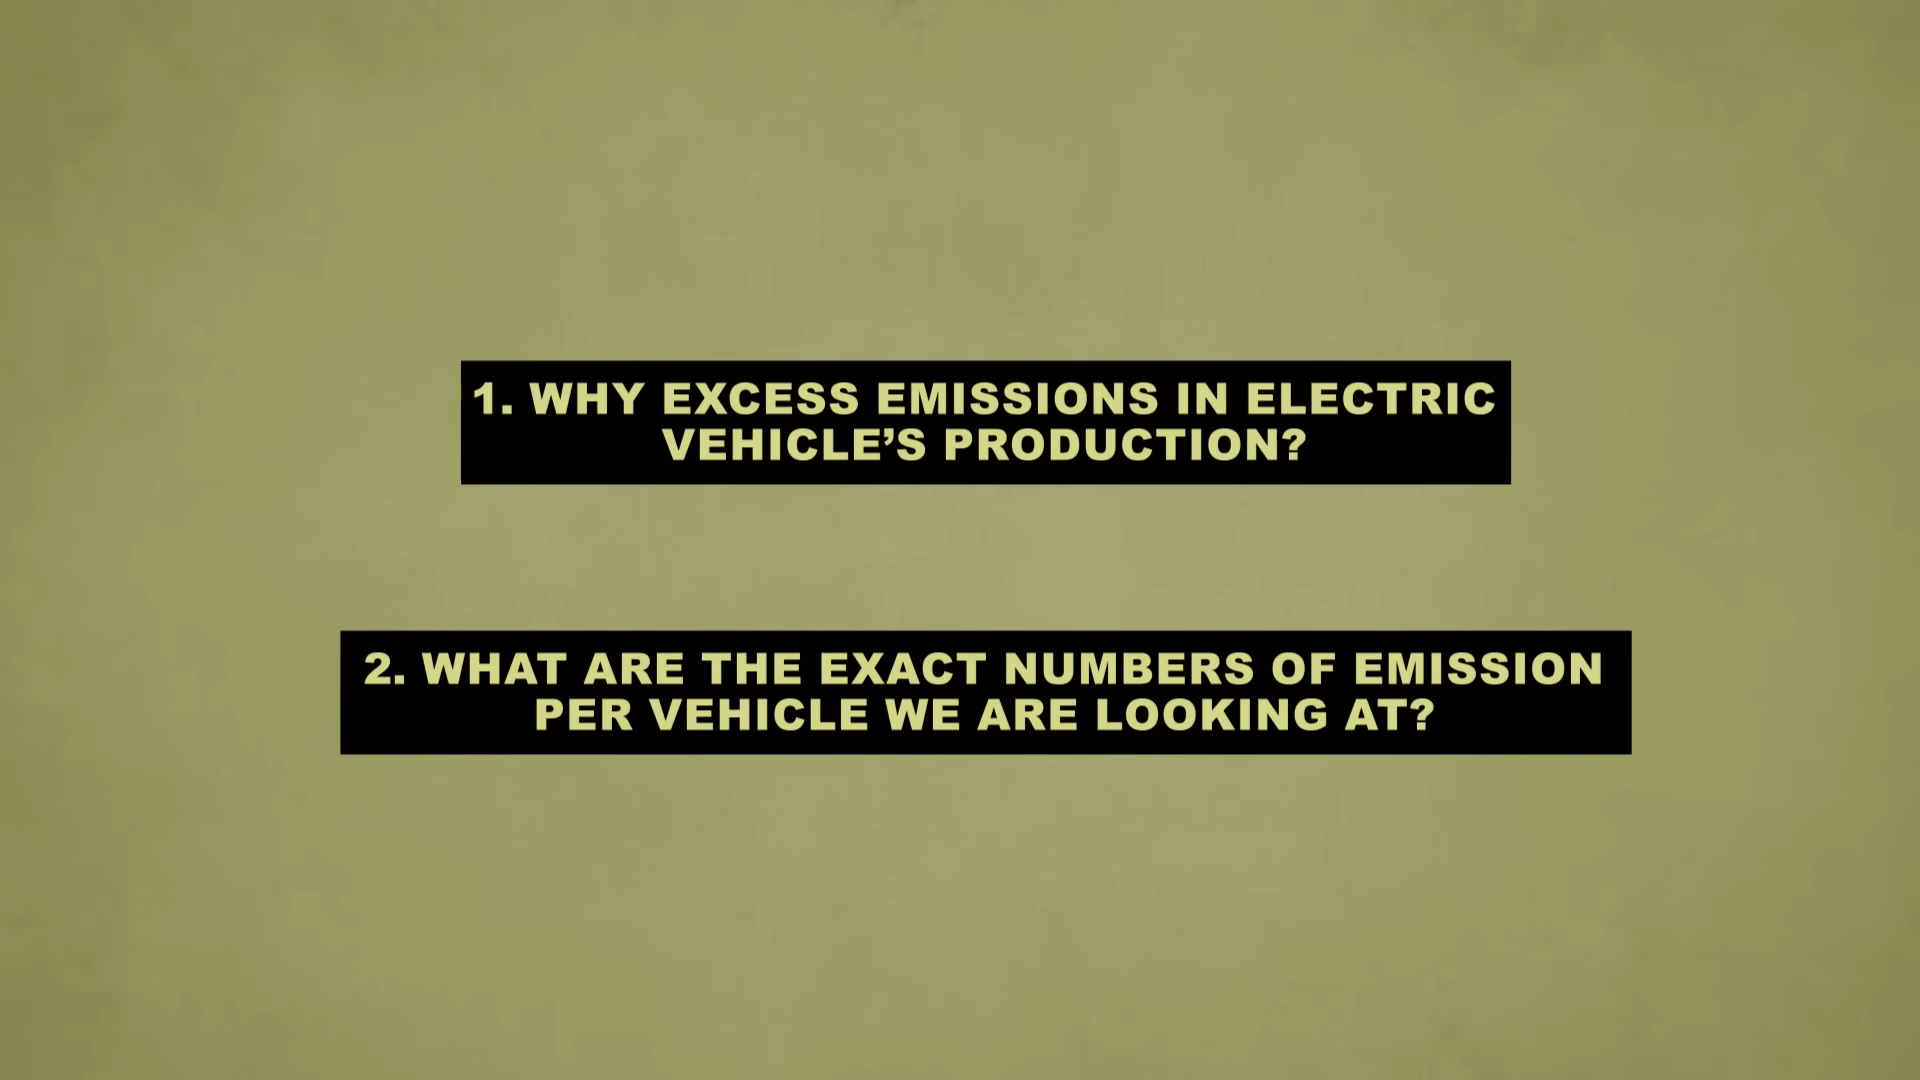 1. WHY EXCESS EMISSIONS IN ELECTRIC
VEHICLE’S PRODUCTION?
2. WHAT ARE THE EXACT NUMBERS OF EMISSION
PER VEHICLE WE ARE LOOKING AT?